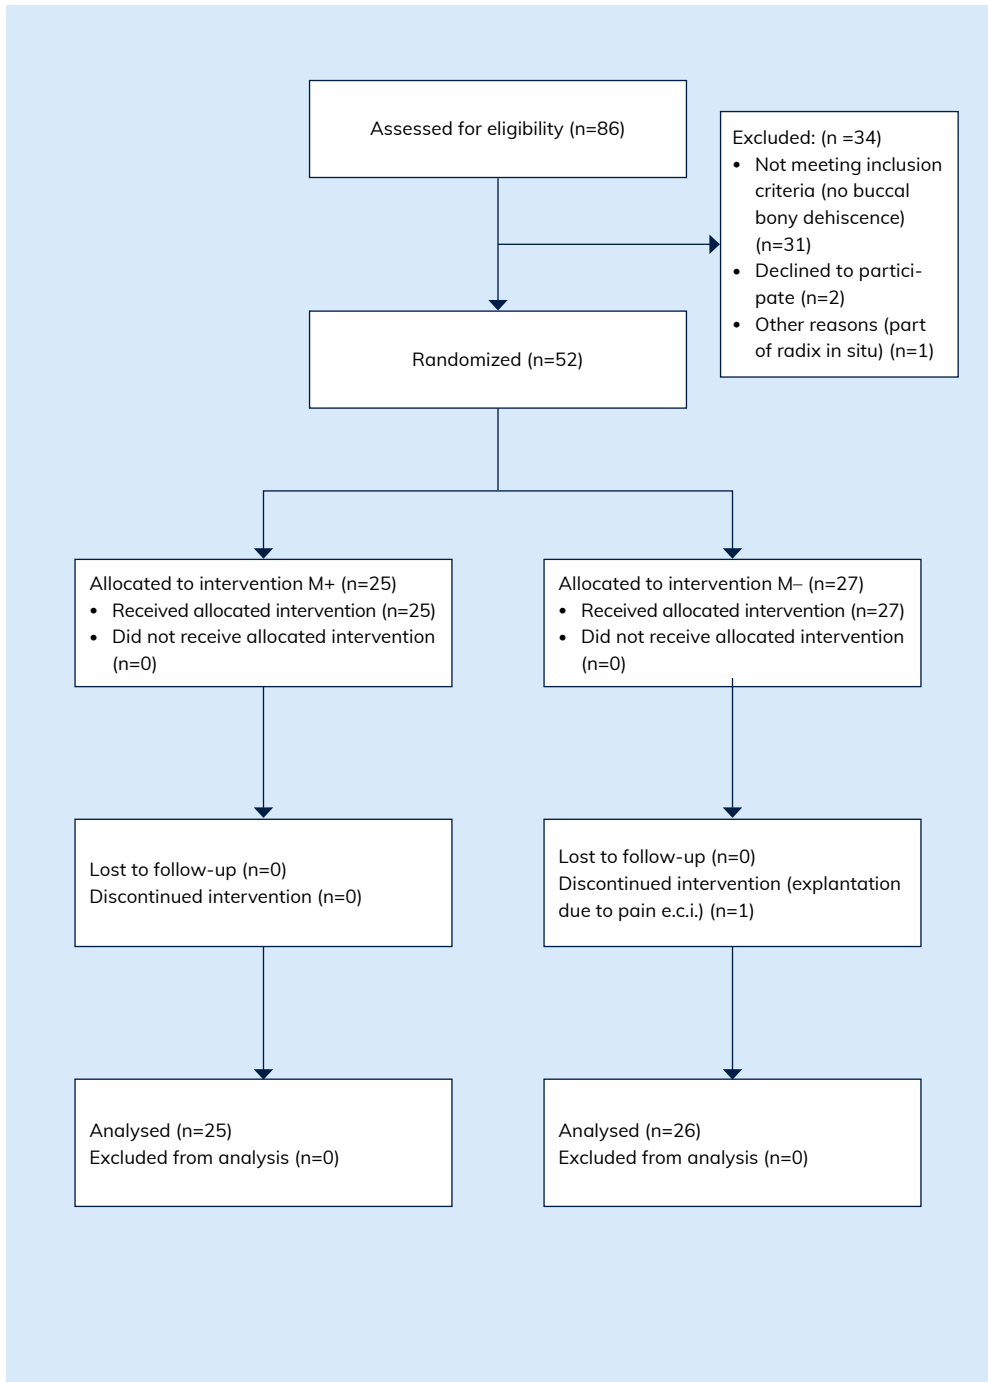 Assessed for eligibility (n=86)
Excluded: (n =34)
• Not meeting inclusion
criteria (no buccal
bony dehiscence)
(n=31)
• Declined to partici-
pate (n=2)
• Other reasons (part
of radix in situ) (n=1)
Randomized (n=52)
Allocated to intervention M+ (n=25)
• Received allocated intervention (n=25)
• Did not receive allocated intervention
(n=0)
Allocated to intervention M– (n=27)
• Received allocated intervention (n=27)
• Did not receive allocated intervention
(n=0)
Lost to follow-up (n=0)
Discontinued intervention (n=0)
Lost to follow-up (n=0)
Discontinued intervention (explantation
due to pain e.c.i.) (n=1)
Analysed (n=25)
Excluded from analysis (n=0)
Analysed (n=26)
Excluded from analysis (n=0)